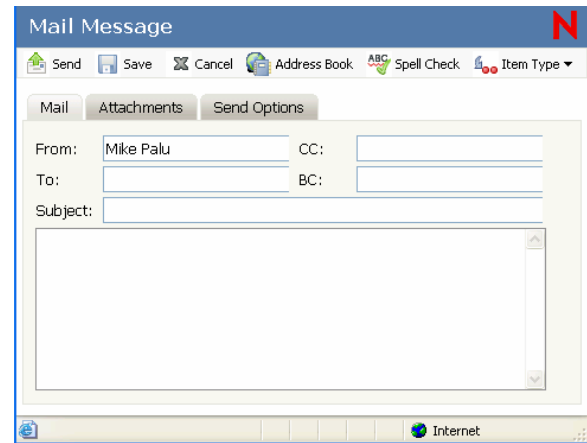 Mail Message N
Send Save Cancel Address Book ABC Spell Check Item Type
Mail Attachments Send Options
From: Mike Palu CC:
To: BC:
Subject:
Internet